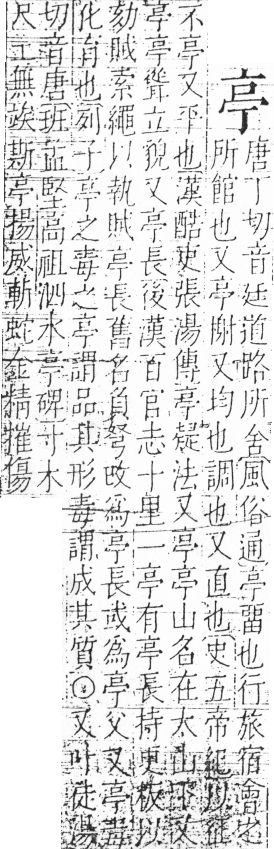 亭唐丁切音廷道路所舍風俗通亭畱也行旅宿會之
所館也又亭榭又均也調也又直也史五帝紀以征
不亭又平也漢酷吏張湯傳亭疑法又亭亭山名在太山下又
亭亭聳立貌又亭長後漢百官志十里一亭有亭長持更板以
劾賊索繩以執賊亭長舊名負弩改爲亭長或爲亭父又亭毒
化育也列子亭之毒之亭謂品其形毒謂成其質○又叶徒陽
切音唐班孟堅高祖泗水亭碑寸木
尺土無竢斯亭揚威斬蛇金精摧傷